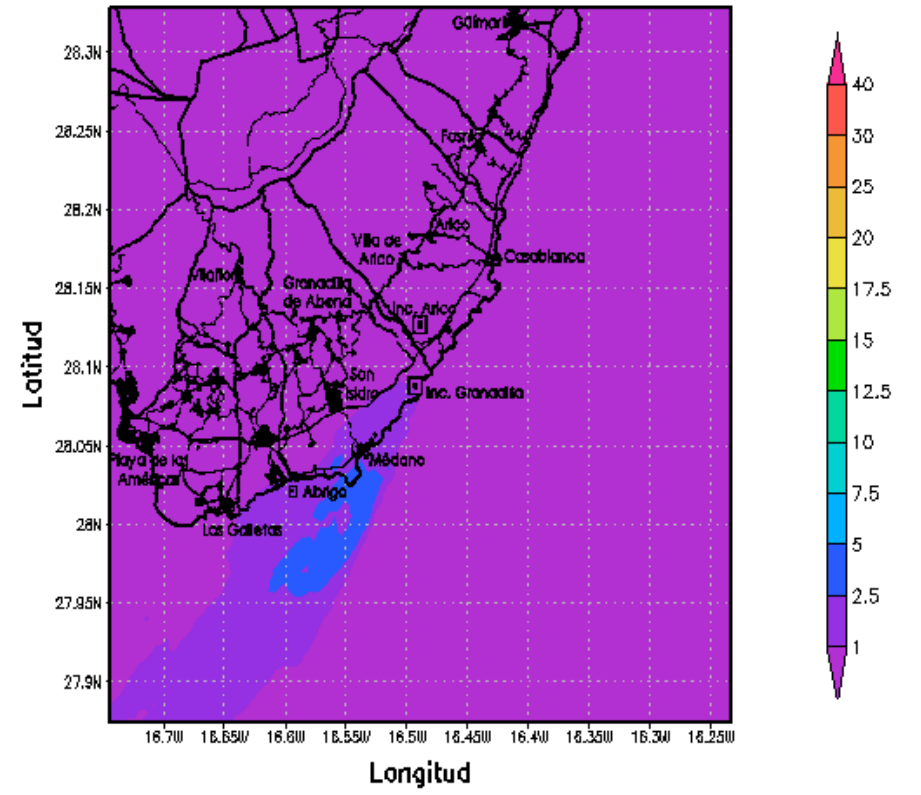 28.3N
28.25N
28.2N
28.15N
28.1N
28.05N
28N
27.95N
27.9N
Latitud
Fasnia
Arico
Villa de
Arico
Casablanca
Vilaflor
Granadilla
de Abona
Inc. Arico
San
Isidro
Inc. Granadilla
Médano
Playa de las
Américas
El Abrigo
Las Galletas
16.7W 16.65W 16.6W 16.55W 16.5W 16.45W 16.4W 16.35W 16.3W 16.25W
Longitud
40
30
25
20
17.5
15
12.5
10
7.5
5
2.5
1